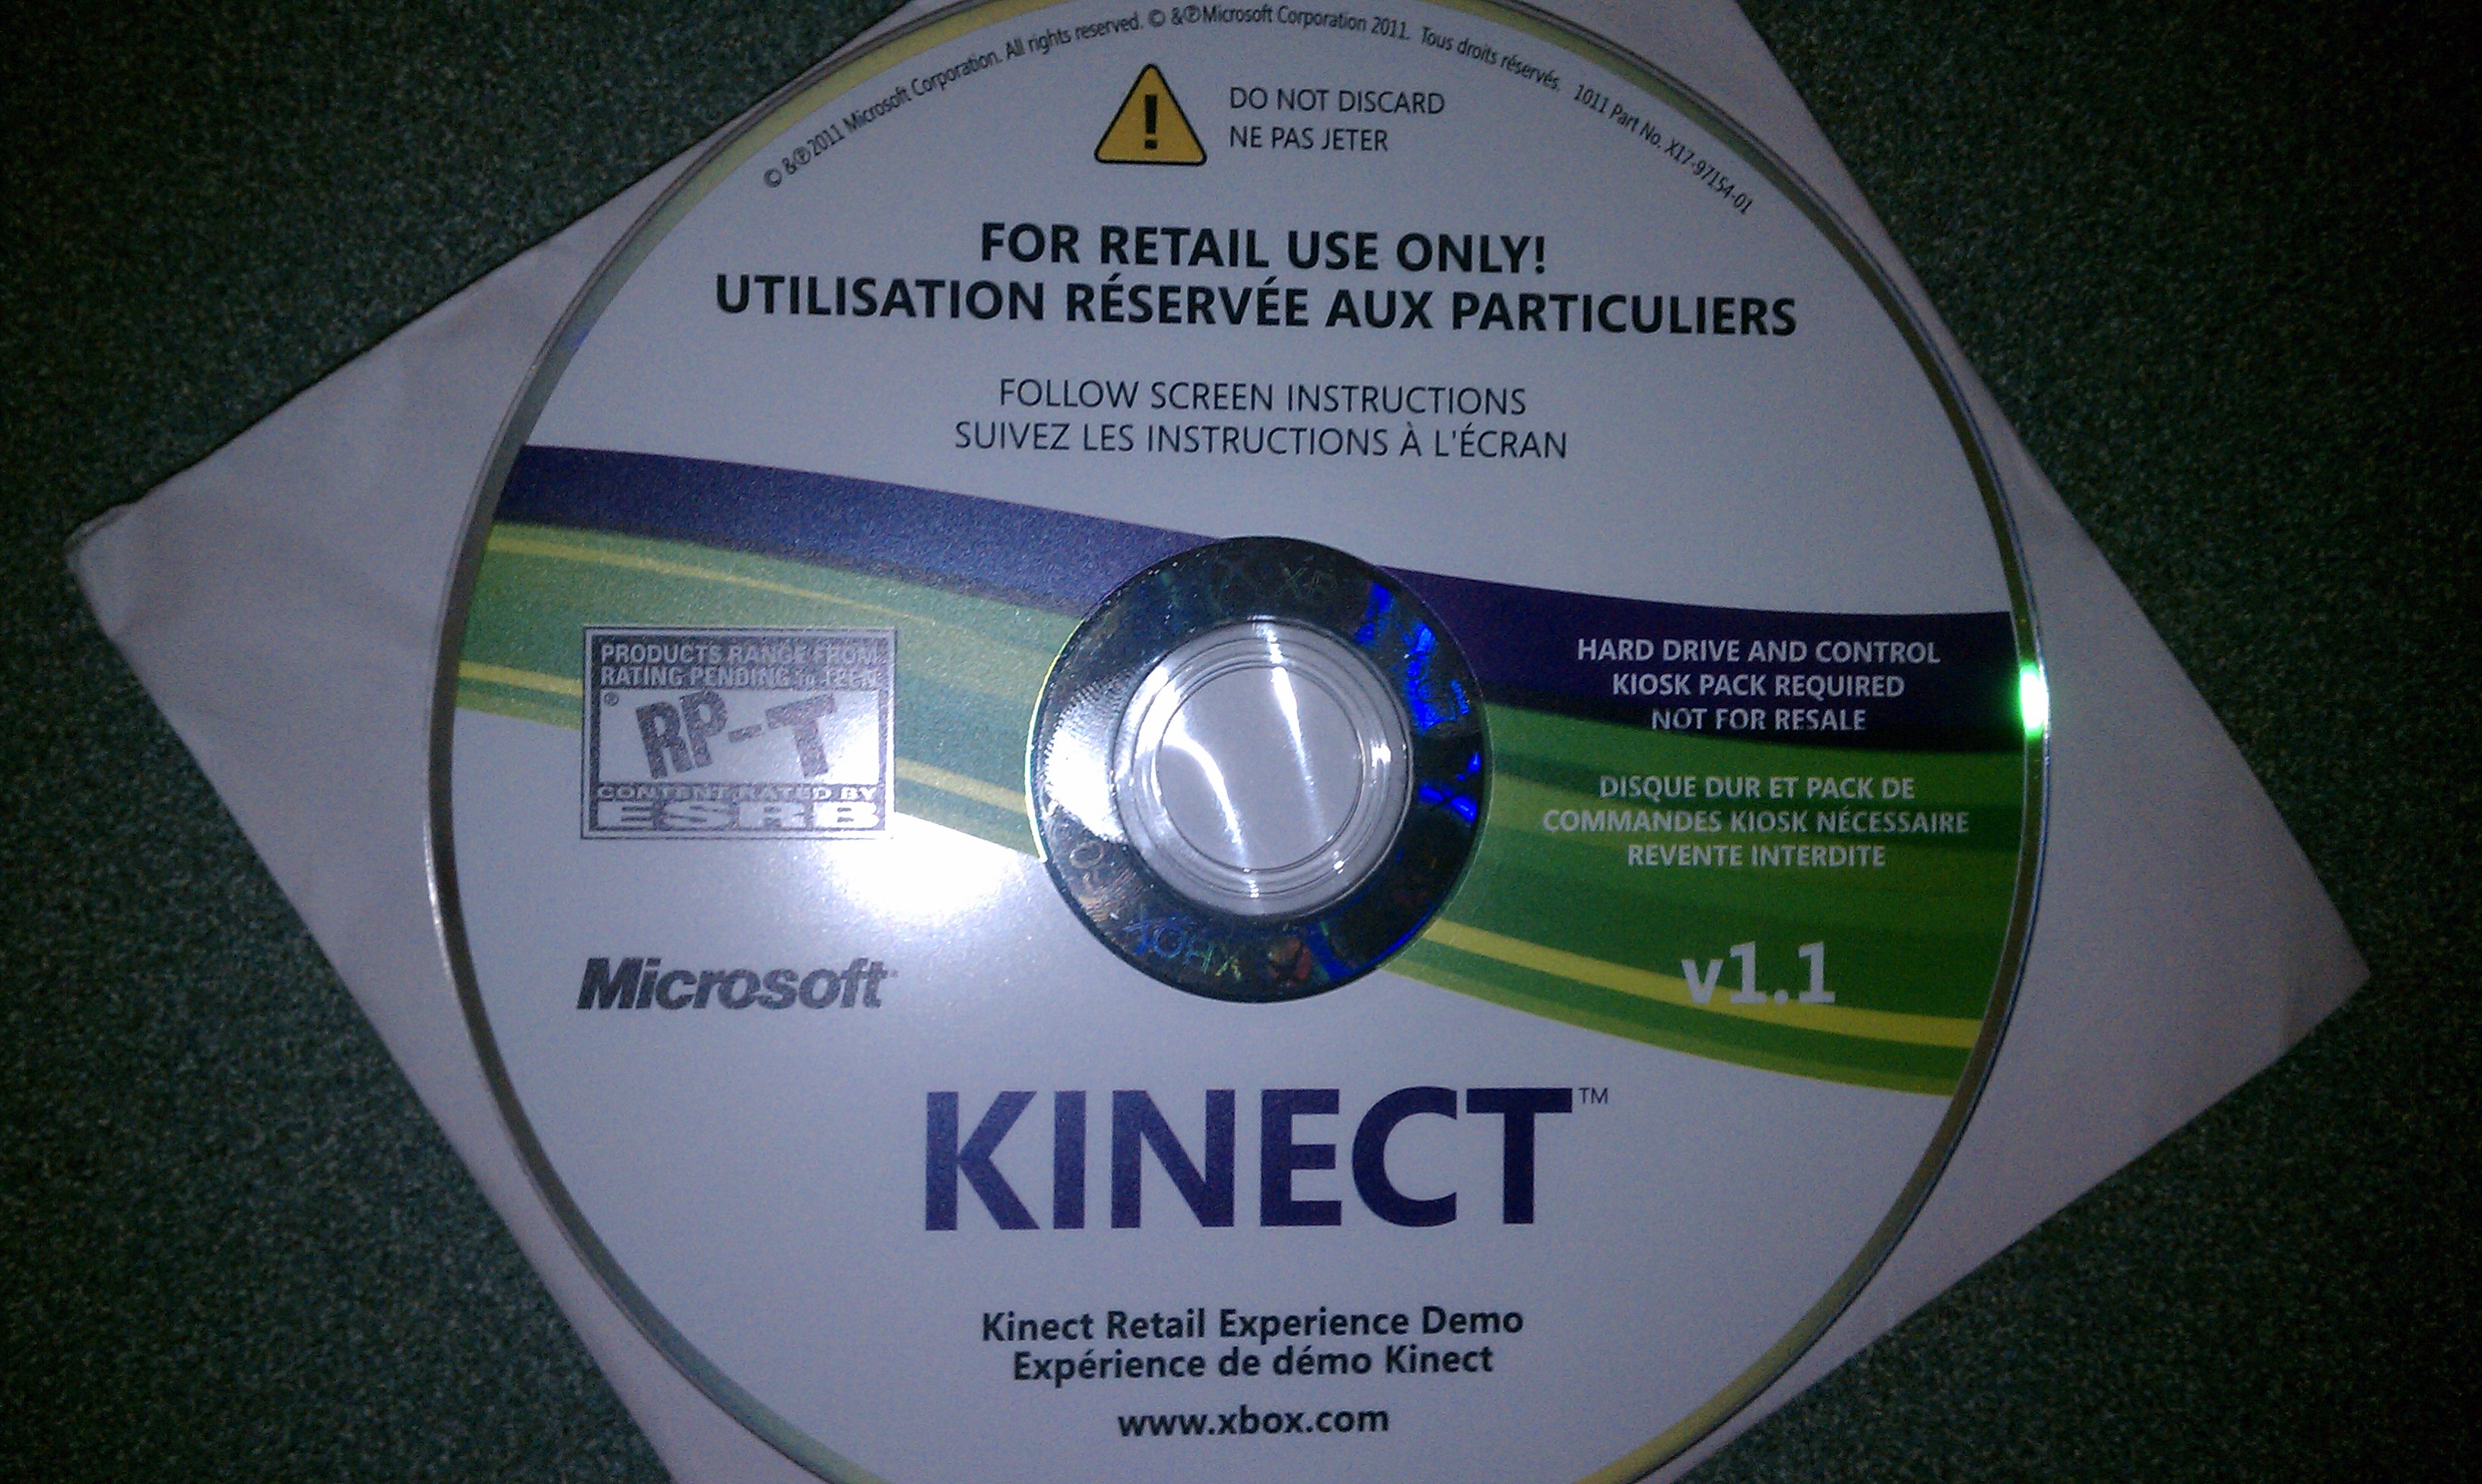 © &℗2011 Microsoft Corporation. All rights reserved. © &℗Microsoft Corporation 2011. Tous droits réservés. 1011 Part No. X17-97154-01
DO NOT DISCARD
NE PAS JETER
FOR RETAIL USE ONLY!
UTILISATION RÉSERVÉE AUX PARTICULIERS
FOLLOW SCREEN INSTRUCTIONS
SUIVEZ LES INSTRUCTIONS À L'ÉCRAN
PRODUCTS RANGE FROM
RATING PENDING to TEEN
RP-T
®
CONTENT RATED BY
ESRB
HARD DRIVE AND CONTROL
KIOSK PACK REQUIRED
NOT FOR RESALE
DISQUE DUR ET PACK DE
COMMANDES KIOSK NÉCESSAIRE
REVENTE INTERDITE
v1.1
XBOX
Microsoft
KINECT™
Kinect Retail Experience Demo
Expérience de démo Kinect
www.xbox.com